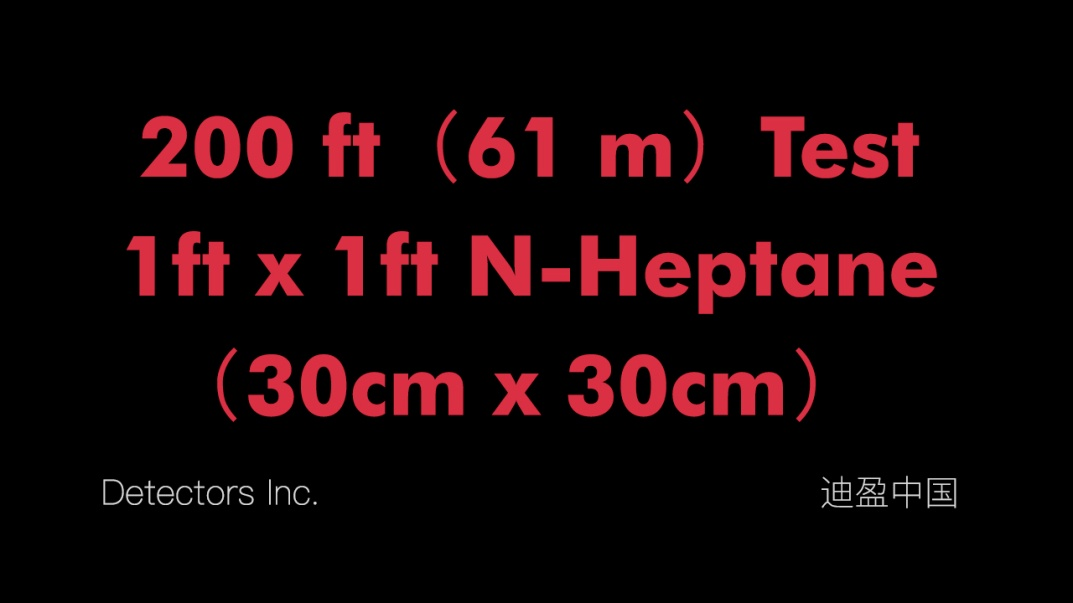 200 ft（61 m）Test
1ft x 1ft N-Heptane
（30cm x 30cm）
Detectors Inc.
迪盈中国